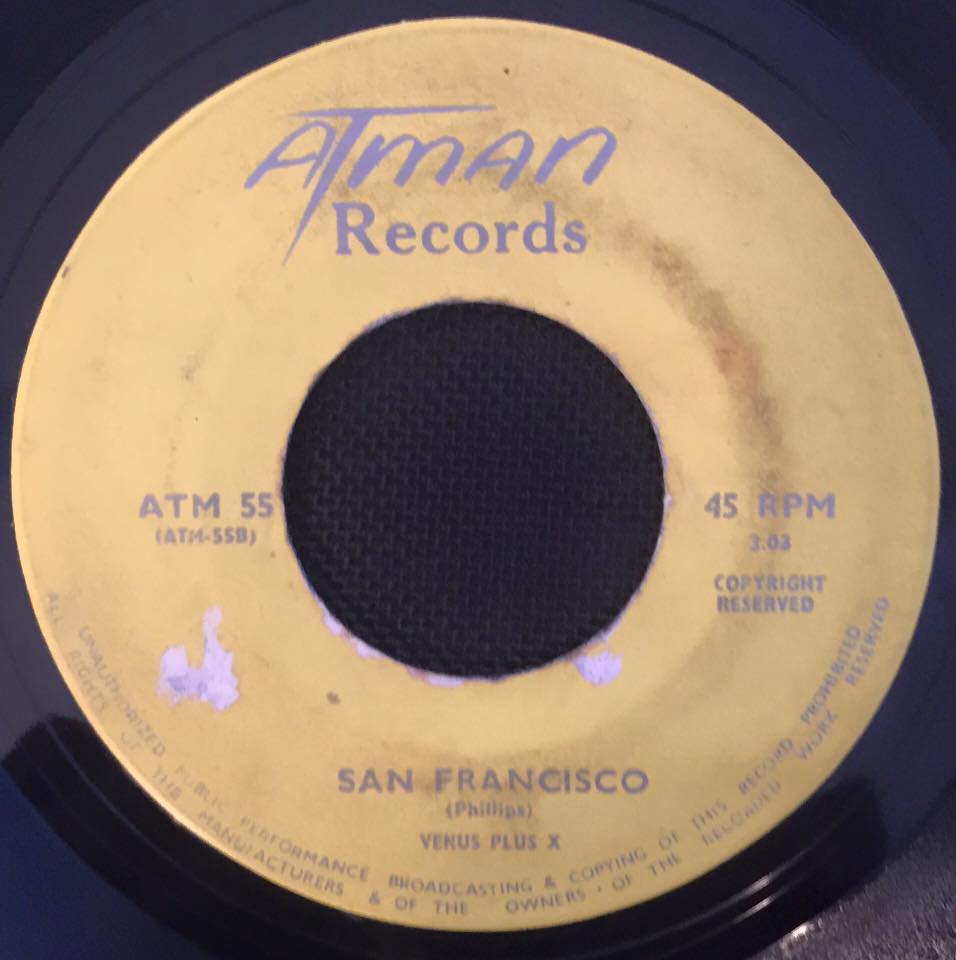 ATMAN
Records
ATM 55
(ATM-55B)
45 RPM
3.03
COPYRIGHT
RESERVED
SAN FRANCISCO
(Phillips)
VENUS PLUS X
UNAUTHORIZED PUBLIC PERFORMANCE BROADCASTING & COPYING OF THIS RECORD PROHIBITED
ALL RIGHTS OF THE MANUFACTURERS & OF THE OWNERS · OF THE RECORDED WORK RESERVED